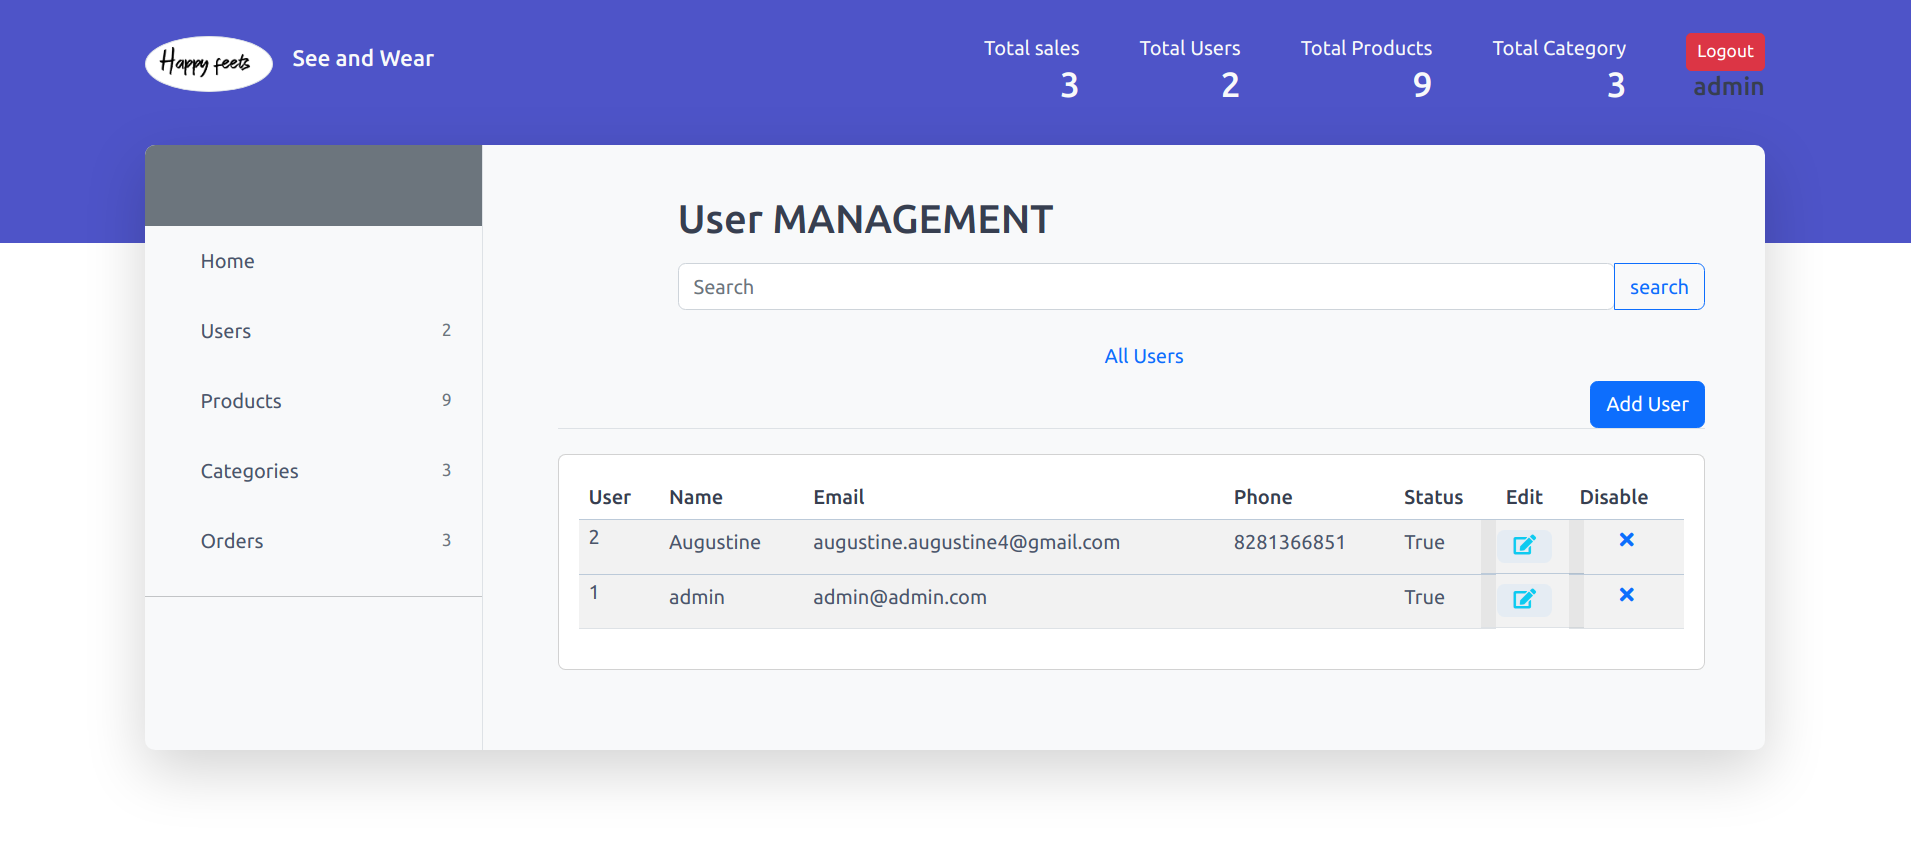 Happy feets
See and Wear
Total sales
3
Total Users
2
Total Products
9
Total Category
3
Logout
admin
Home
Users 2
Products 9
Categories 3
Orders 3
User MANAGEMENT
Search search
All Users
Add User
User Name Email Phone Status Edit Disable
2 Augustine augustine.augustine4@gmail.com 8281366851 True
1 admin admin@admin.com True